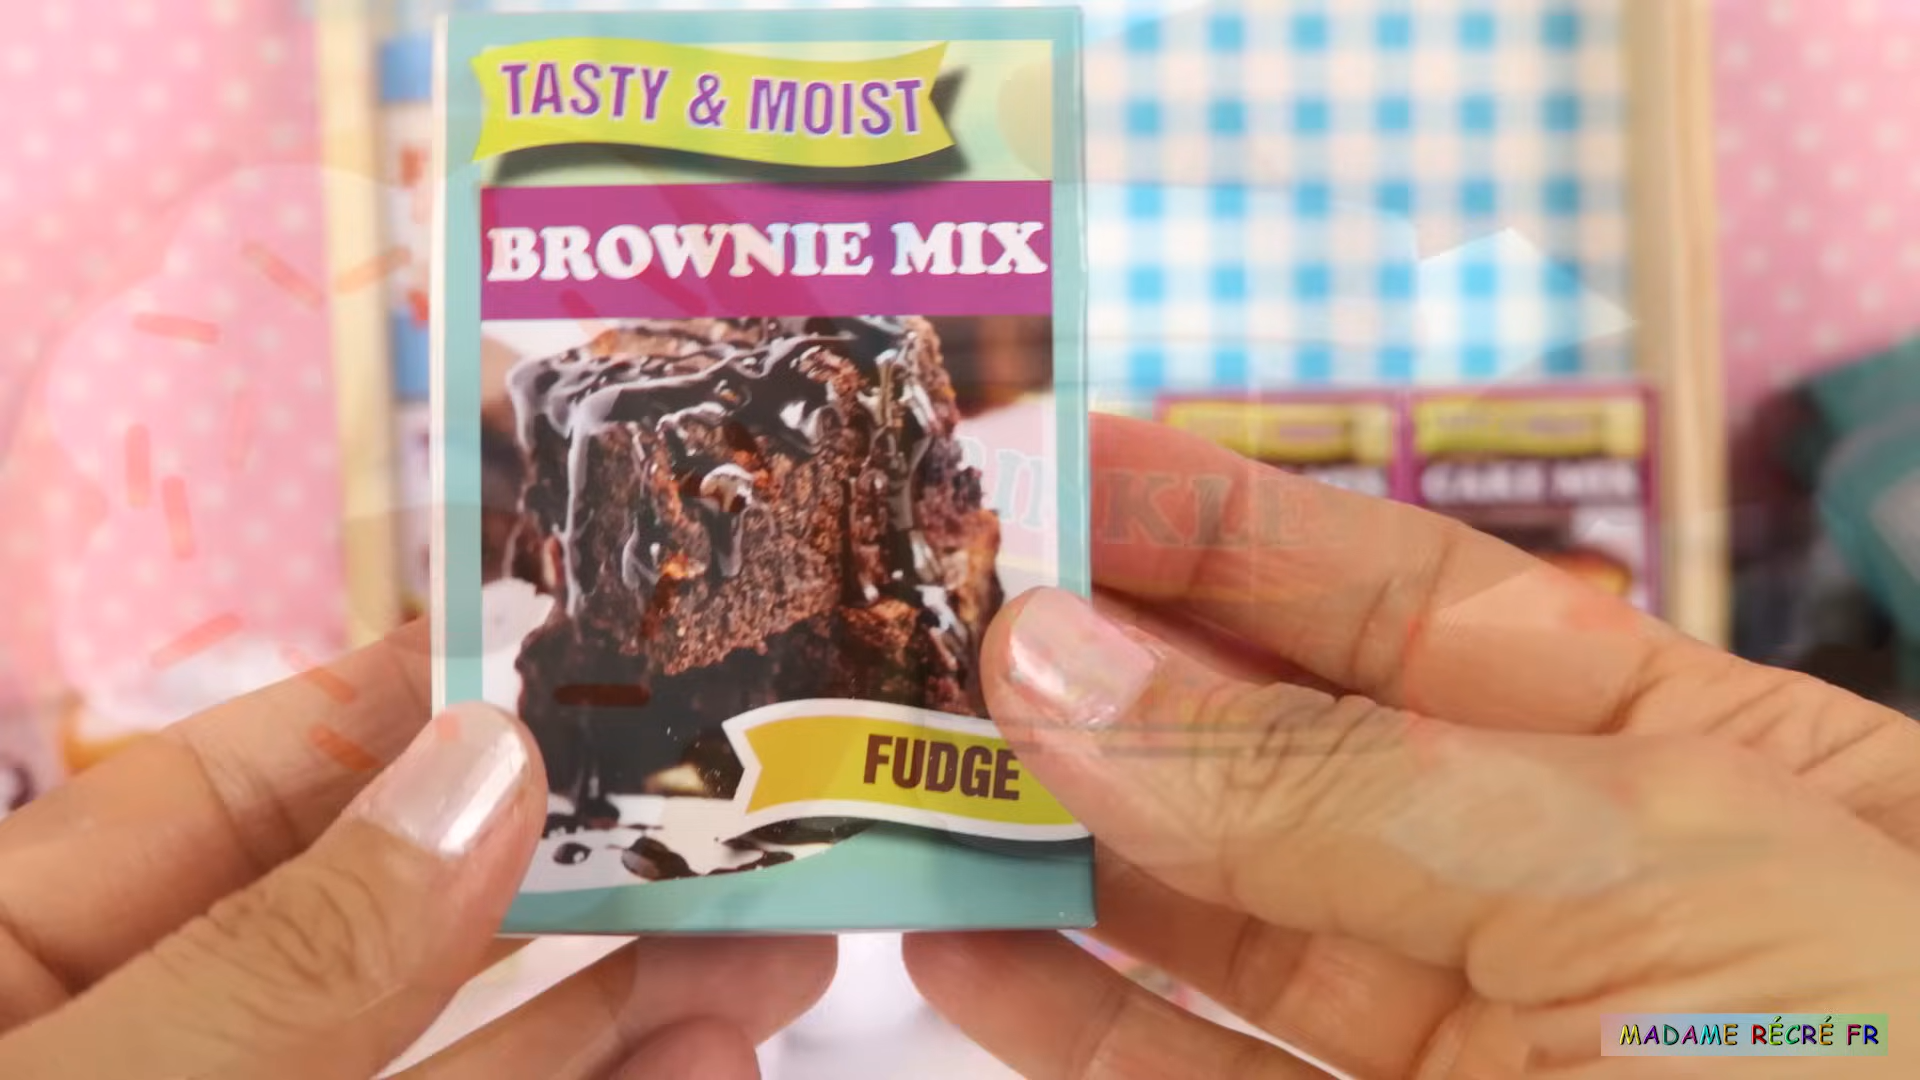 TASTY & MOIST
BROWNIE MIX
FUDGE
CAKE MIX
MADAME RÉCRÉ FR